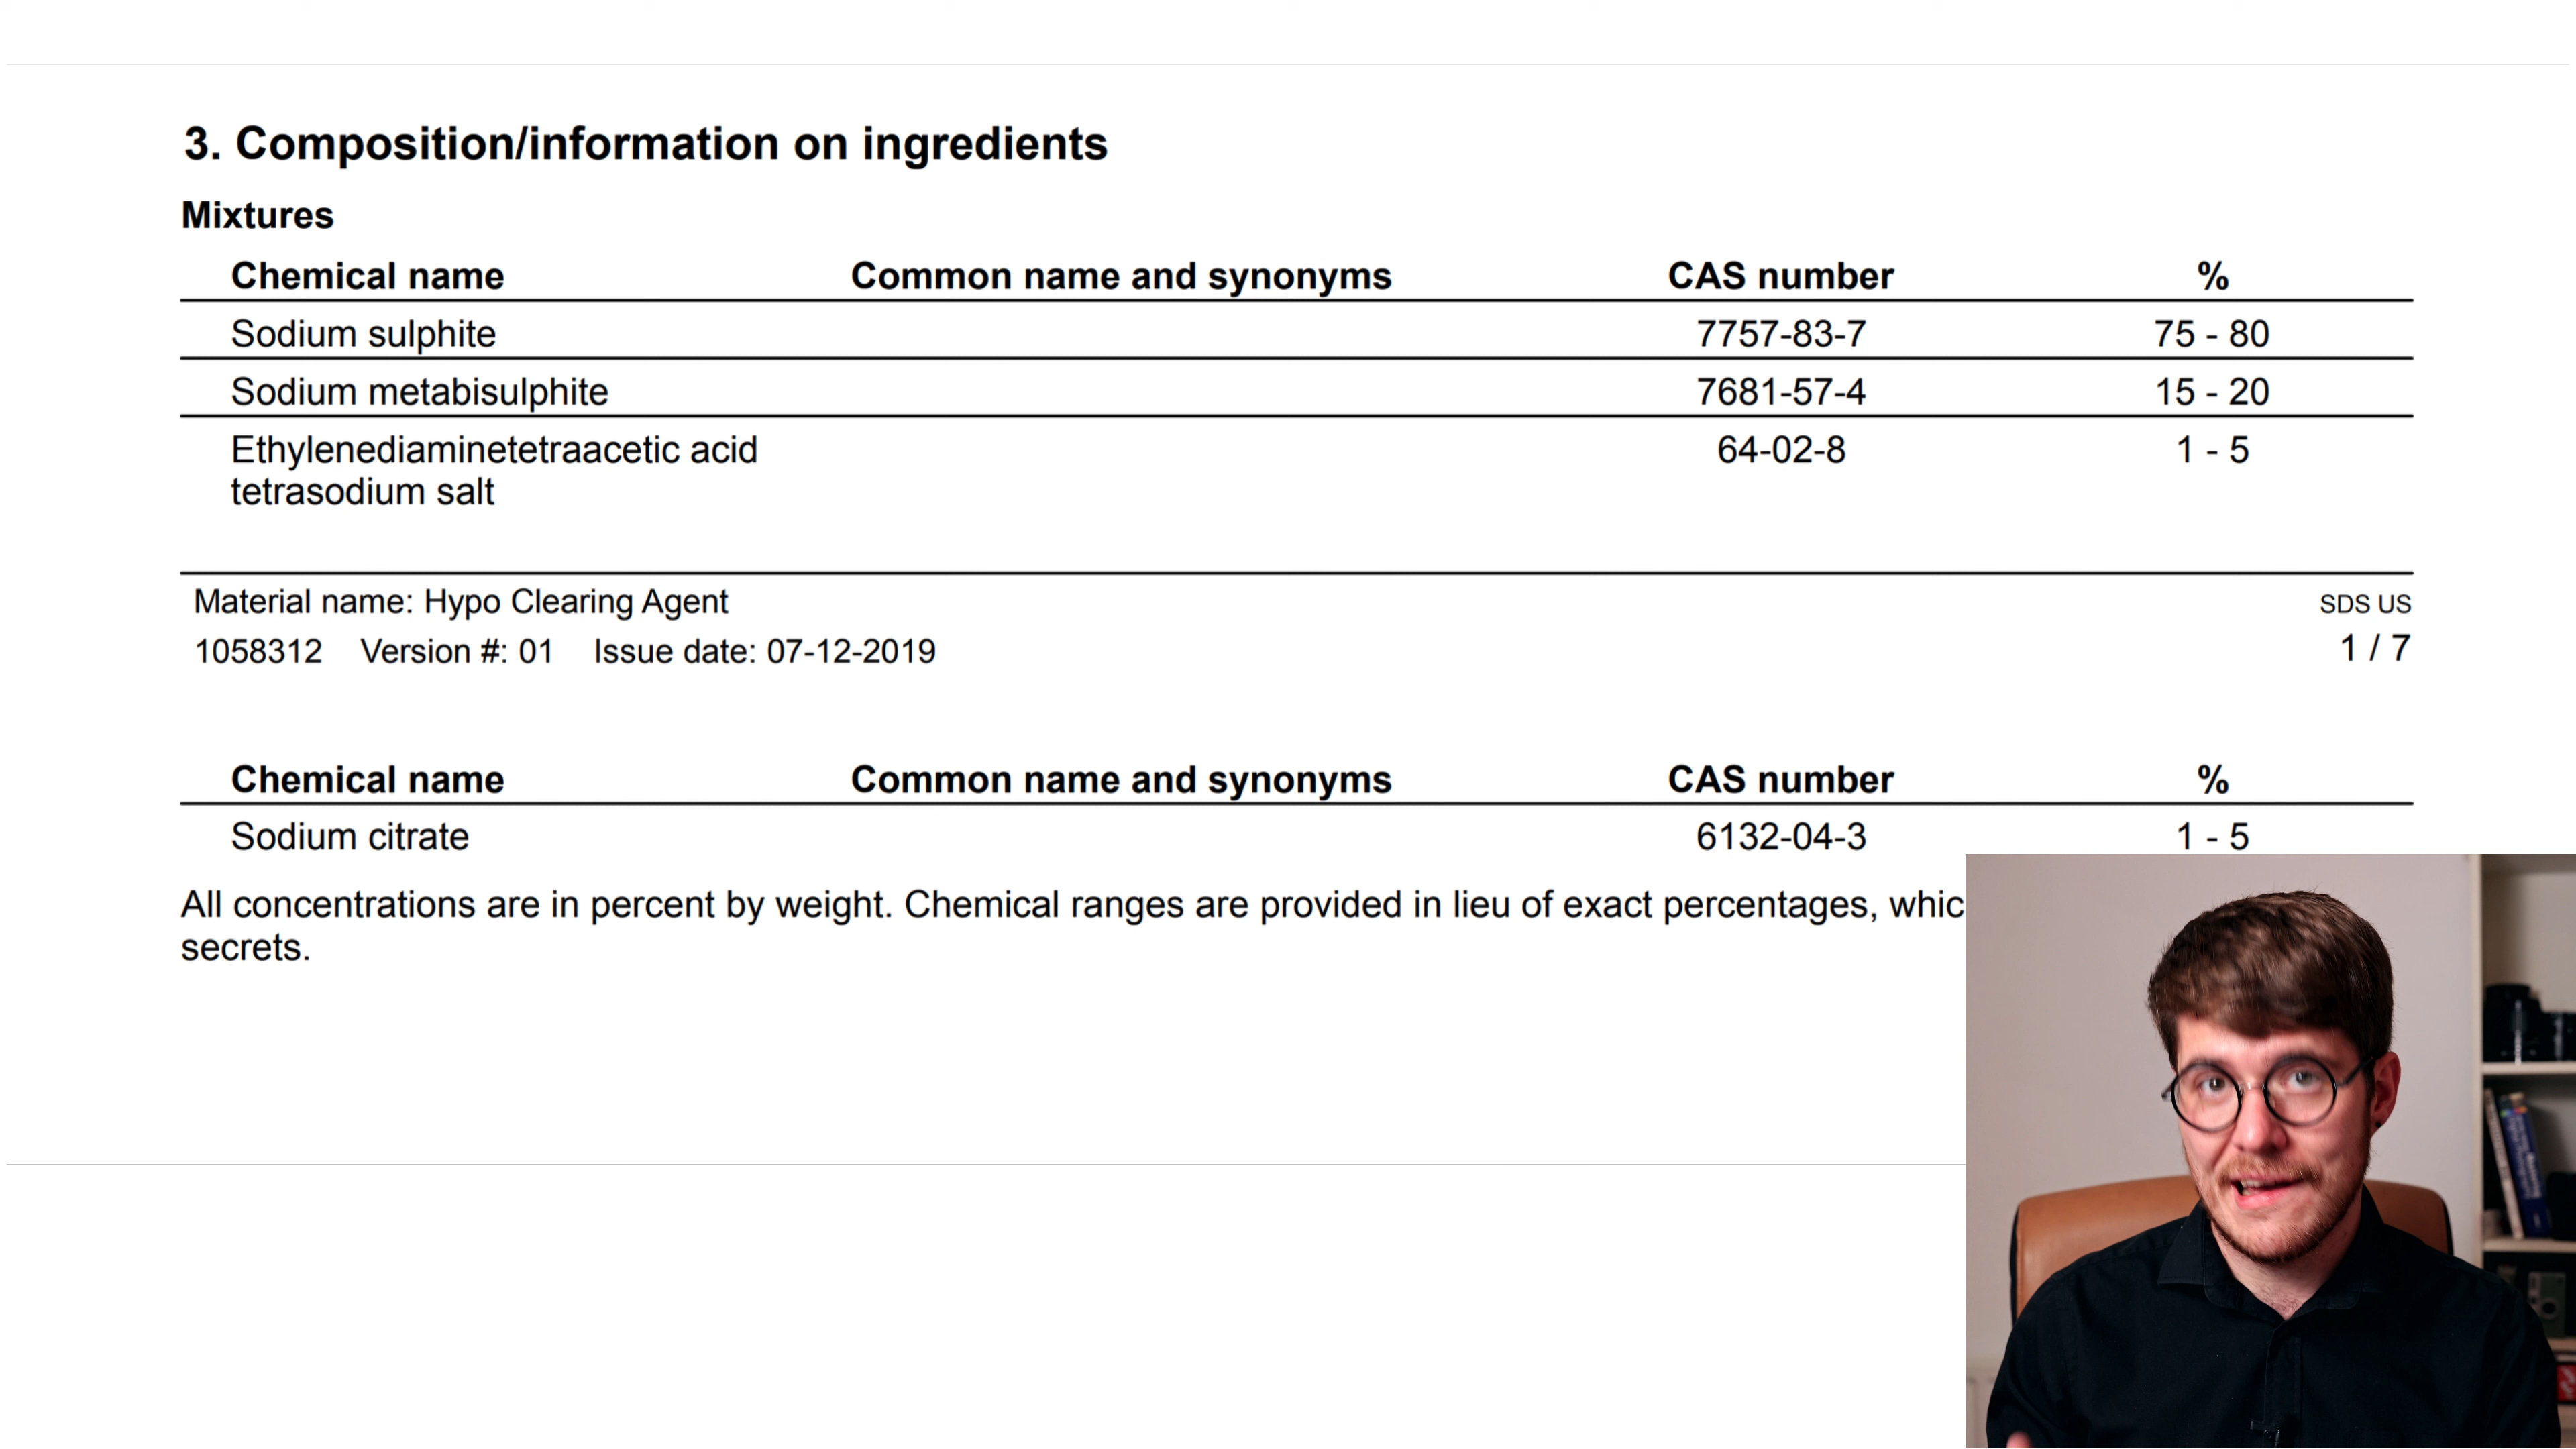 3. Composition/information on ingredients
Mixtures
Chemical name Common name and synonyms CAS number %
Sodium sulphite 7757-83-7 75 - 80
Sodium metabisulphite 7681-57-4 15 - 20
Ethylenediaminetetraacetic acid 64-02-8 1 - 5
tetrasodium salt
Material name: Hypo Clearing Agent SDS US
1058312 Version #: 01 Issue date: 07-12-2019 1 / 7
Chemical name Common name and synonyms CAS number %
Sodium citrate 6132-04-3 1 - 5
All concentrations are in percent by weight. Chemical ranges are provided in lieu of exact percentages, whic
secrets.